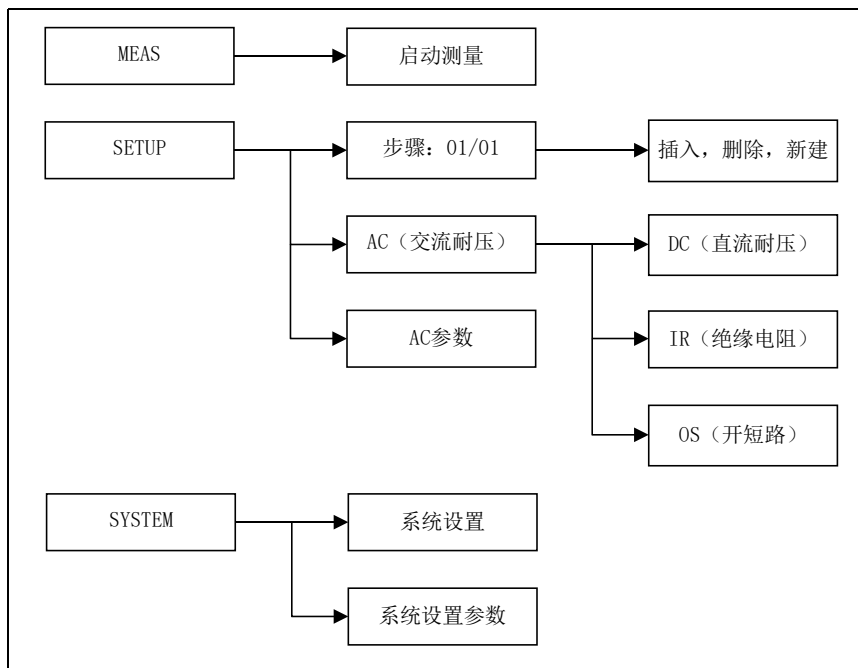 MEAS
启动测量
SETUP
步骤：01/01
插入，删除，新建
AC（交流耐压）
DC（直流耐压）
AC参数
IR（绝缘电阻）
OS（开短路）
SYSTEM
系统设置
系统设置参数